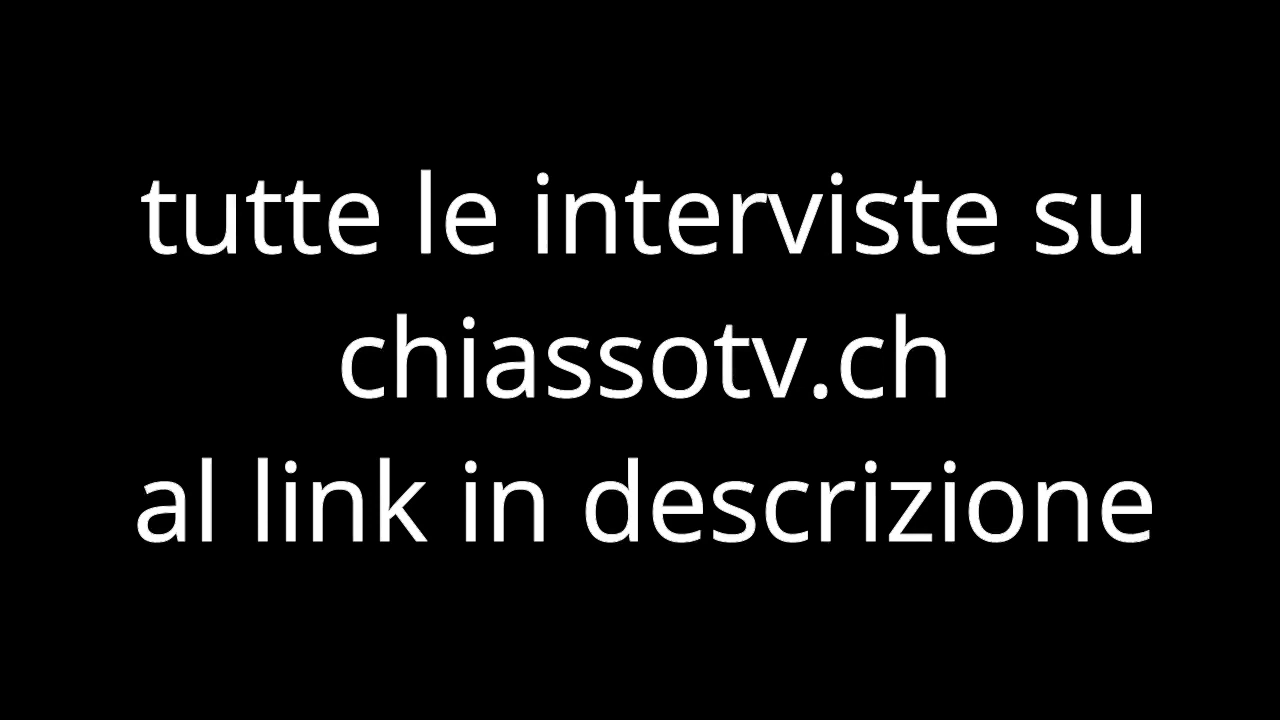 tutte le interviste su
chiassotv.ch
al link in descrizione